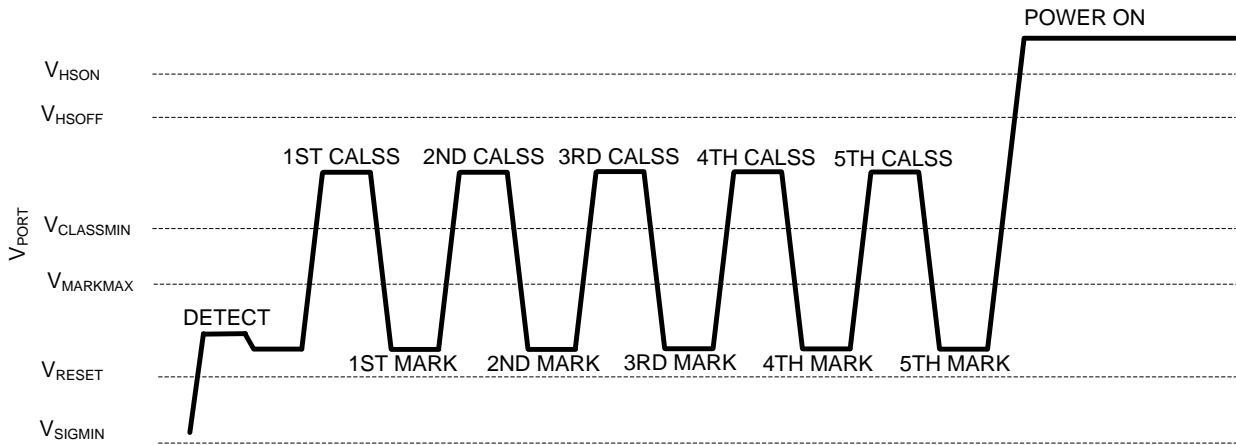 POWER ON
VHSON
VHSOFF
1ST CALSS
2ND CALSS
3RD CALSS
4TH CALSS
5TH CALSS
VPORT
VCLASSMIN
VMARKMAX
DETECT
1ST MARK
2ND MARK
3RD MARK
4TH MARK
5TH MARK
VRESET
VSIGMIN